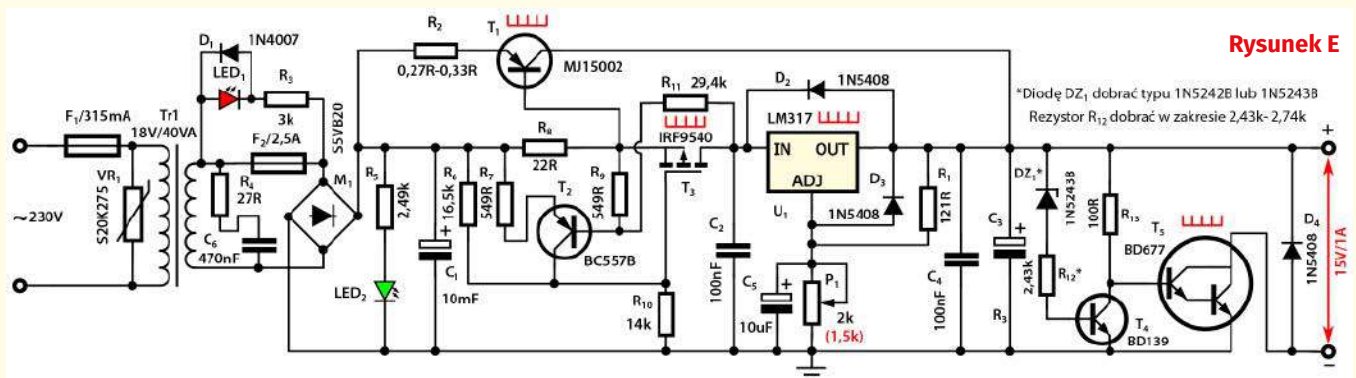 Rysunek E
*Diodę DZ1 dobrać typu 1N5242B lub 1N5243B
Rezystor R12 dobrać w zakresie 2,43k- 2,74k
F1/315mA
Tr1
18V/40VA
VR1
S20K275
~230V
D1
1N4007
LED1
R3
3k
F2/2,5A
R4
27R
C6
470nF
S5VB20
M1
R2
0,27R-0,33R
T1
MJ15002
R5
2,49k
LED2
R6
16,5k
+
C1
10mF
R7
549R
R8
22R
T2
BC557B
R9
549R
R10
14k
R11
29,4k
IRF9540
T3
C2
100nF
D2
1N5408
LM317
IN OUT
ADJ
U1
D3
1N5408
R1
121R
+
C5
10uF
P1
2k
(1,5k)
C4
100nF
C3
+
2,43k
R3
DZ1*
1N5243B
R12*
100R
R13
T4
BD139
T5
BD677
D4
1N5408
+
15V/1A
−